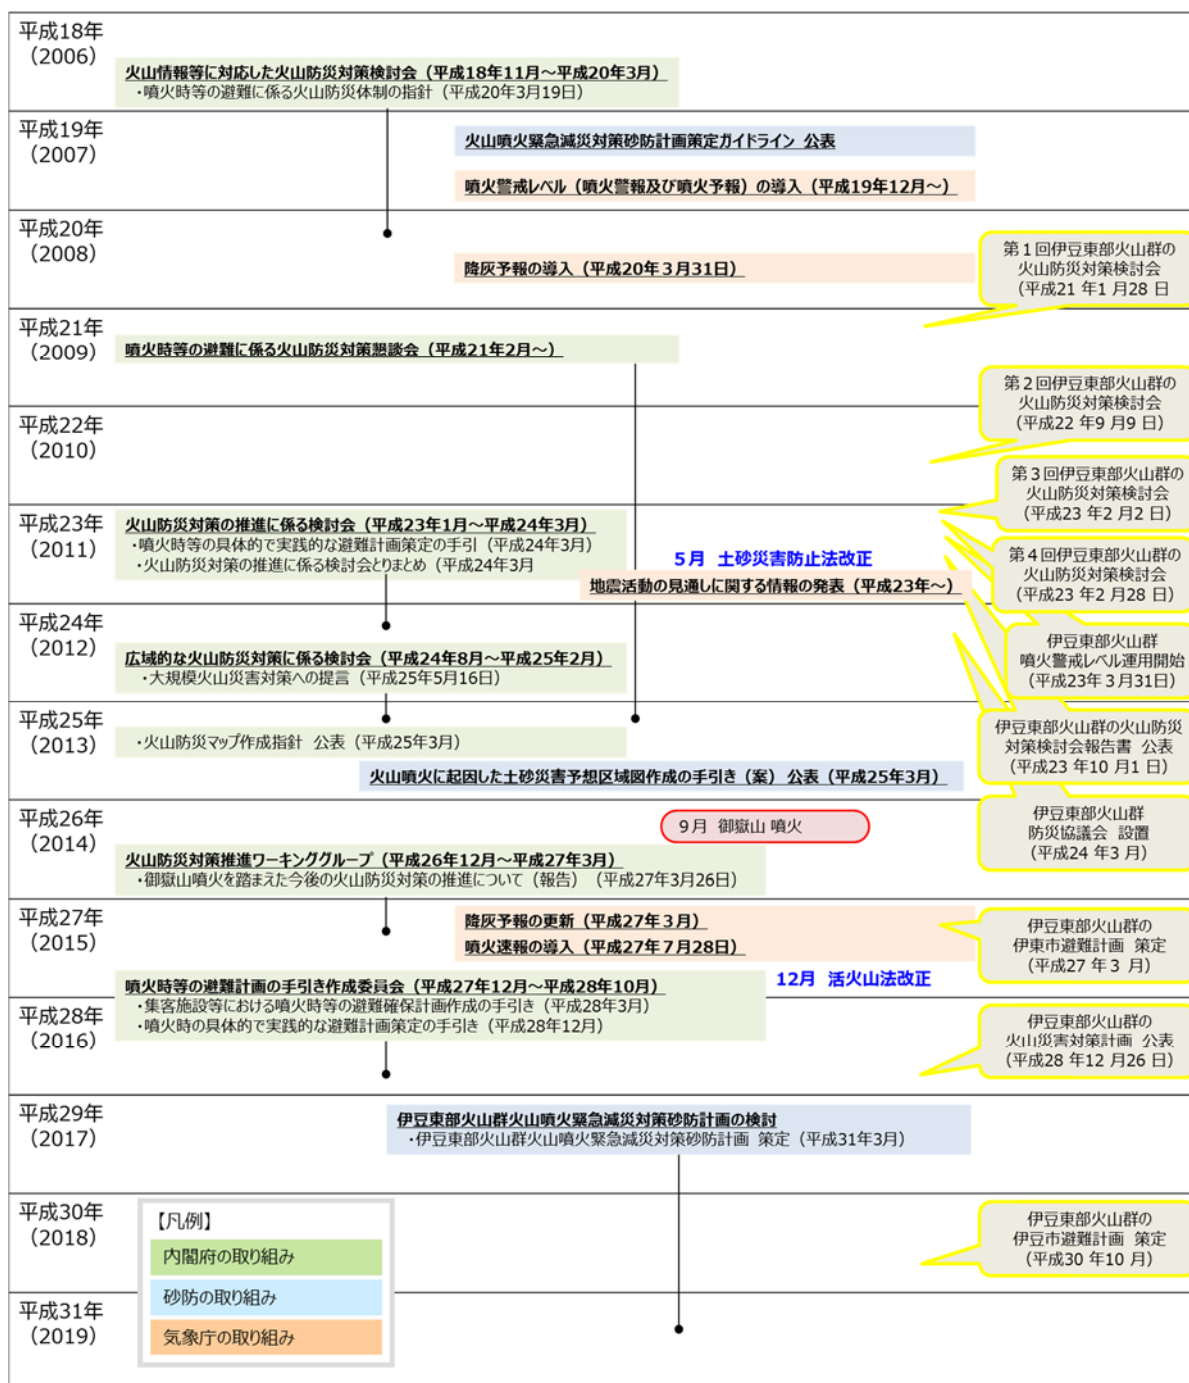 平成18年
（2006）
火山情報等に対応した火山防災対策検討会（平成18年11月～平成20年3月）
・噴火時等の避難に係る火山防災体制の指針（平成20年3月19日）
平成19年
（2007）
火山噴火緊急減災対策砂防計画策定ガイドライン 公表
噴火警戒レベル（噴火警報及び噴火予報）の導入（平成19年12月～）
平成20年
（2008）
降灰予報の導入（平成20年３月31日）
第１回伊豆東部火山群の
火山防災対策検討会
（平成21 年1 月28 日
平成21年
（2009）
噴火時等の避難に係る火山防災対策懇談会（平成21年2月～）
第２回伊豆東部火山群の
火山防災対策検討会
（平成22 年9 月9 日）
平成22年
（2010）
第３回伊豆東部火山群の
火山防災対策検討会
（平成23 年2 月2 日）
平成23年
（2011）
火山防災対策の推進に係る検討会（平成23年1月～平成24年3月）
・噴火時等の具体的で実践的な避難計画策定の手引（平成24年3月）
・火山防災対策の推進に係る検討会とりまとめ（平成24年3月
５月 土砂災害防止法改正
地震活動の見通しに関する情報の発表（平成23年～）
第４回伊豆東部火山群の
火山防災対策検討会
（平成23 年2 月28 日）
平成24年
（2012）
広域的な火山防災対策に係る検討会（平成24年8月～平成25年2月）
・大規模火山災害対策への提言（平成25年5月16日）
伊豆東部火山群
噴火警戒レベル運用開始
（平成23年３月31日）
平成25年
（2013）
・火山防災マップ作成指針 公表（平成25年3月）
火山噴火に起因した土砂災害予想区域図作成の手引き（案）公表（平成25年3月）
伊豆東部火山群の火山防災
対策検討会報告書 公表
（平成23 年10 月1 日）
平成26年
（2014）
９月 御嶽山 噴火
火山防災対策推進ワーキンググループ（平成26年12月～平成27年3月）
・御嶽山噴火を踏まえた今後の火山防災対策の推進について（報告）（平成27年3月26日）
伊豆東部火山群
防災協議会 設置
（平成24 年3 月）
平成27年
（2015）
降灰予報の更新（平成27年３月）
噴火速報の導入（平成27年７月28日）
12月 活火山法改正
伊豆東部火山群の
伊東市避難計画 策定
（平成27 年３ 月）
噴火時等の避難計画の手引き作成委員会（平成27年12月～平成28年10月）
・集客施設等における噴火時等の避難確保計画作成の手引き（平成28年3月）
・噴火時の具体的で実践的な避難計画策定の手引き（平成28年12月）
平成28年
（2016）
伊豆東部火山群の
火山災害対策計画 公表
（平成28 年12 月26 日）
平成29年
（2017）
伊豆東部火山群火山噴火緊急減災対策砂防計画の検討
・伊豆東部火山群火山噴火緊急減災対策砂防計画 策定（平成31年3月）
平成30年
（2018）
伊豆東部火山群の
伊豆市避難計画 策定
（平成30 年10 月）
【凡例】
内閣府の取り組み
砂防の取り組み
気象庁の取り組み
平成31年
（2019）